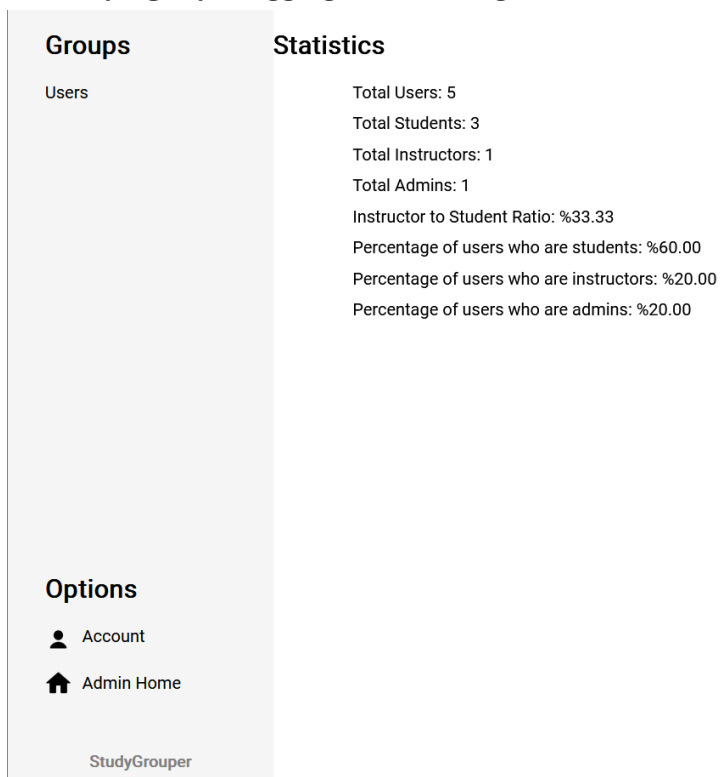 Groups
Users
Statistics
Total Users: 5
Total Students: 3
Total Instructors: 1
Total Admins: 1
Instructor to Student Ratio: %33.33
Percentage of users who are students: %60.00
Percentage of users who are instructors: %20.00
Percentage of users who are admins: %20.00
Options
Account
Admin Home
StudyGrouper